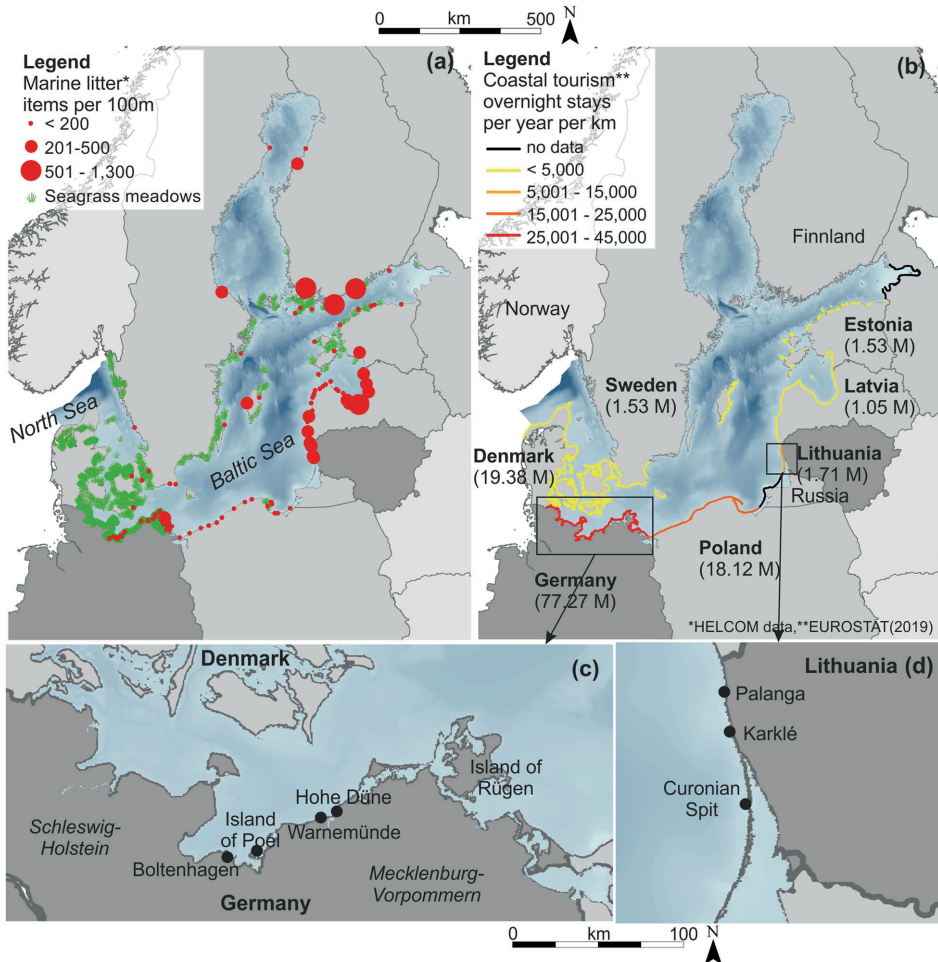 0 km 500
N
(a)
Legend
Marine litter*
items per 100m
< 200
201-500
501 - 1,300
Seagrass meadows
North Sea
Baltic Sea
(b)
Legend
Coastal tourism**
overnight stays
per year per km
no data
< 5,000
5,001 - 15,000
15,001 - 25,000
25,001 - 45,000
Finnland
Norway
Estonia
(1.53 M)
Sweden
(1.53 M)
Latvia
(1.05 M)
Denmark
(19.38 M)
Lithuania
(1.71 M)
Russia
Poland
(18.12 M)
Germany
(77.27 M)
*HELCOM data,**EUROSTAT(2019)
Denmark
(c)
Island of
Rügen
Hohe Düne
Island
of Poel
Warnemünde
Schleswig-
Holstein
Boltenhagen
Mecklenburg-
Vorpommern
Germany
Lithuania (d)
Palanga
Karklé
Curonian
Spit
0 km 100
N